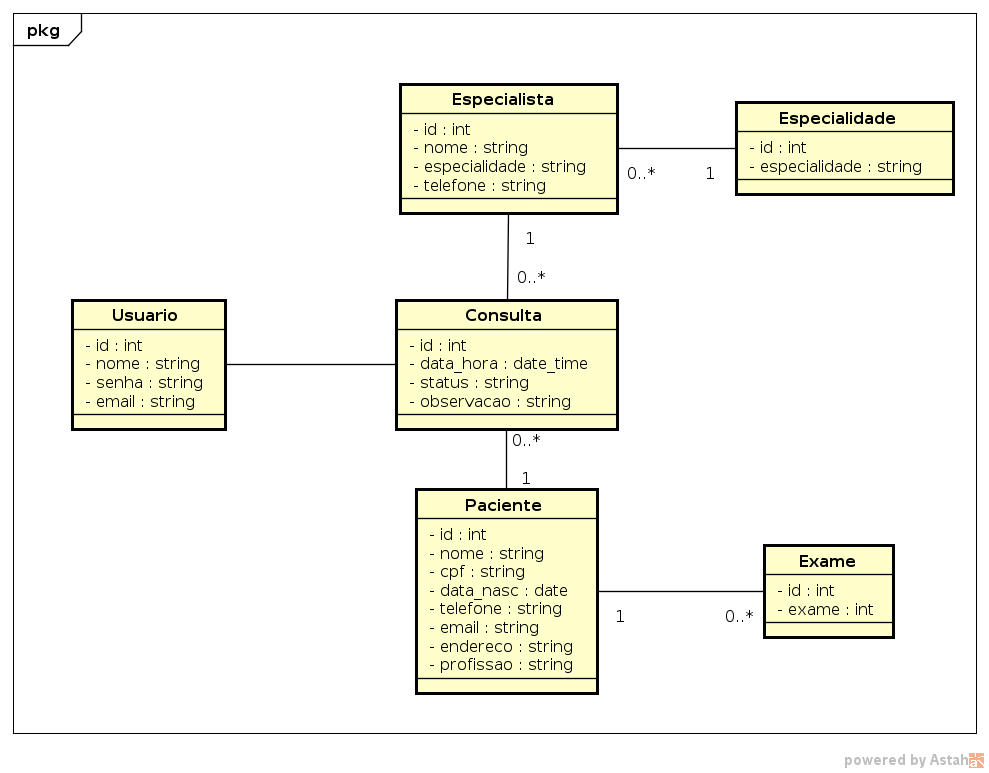 pkg
Especialista
- id : int
- nome : string
- especialidade : string
- telefone : string
Especialidade
- id : int
- especialidade : string
0..*
1
1
0..*
Usuario
- id : int
- nome : string
- senha : string
- email : string
Consulta
- id : int
- data_hora : date_time
- status : string
- observacao : string
0..*
1
Paciente
- id : int
- nome : string
- cpf : string
- data_nasc : date
- telefone : string
- email : string
- endereco : string
- profissao : string
Exame
- id : int
- exame : int
1
0..*
powered by Astah